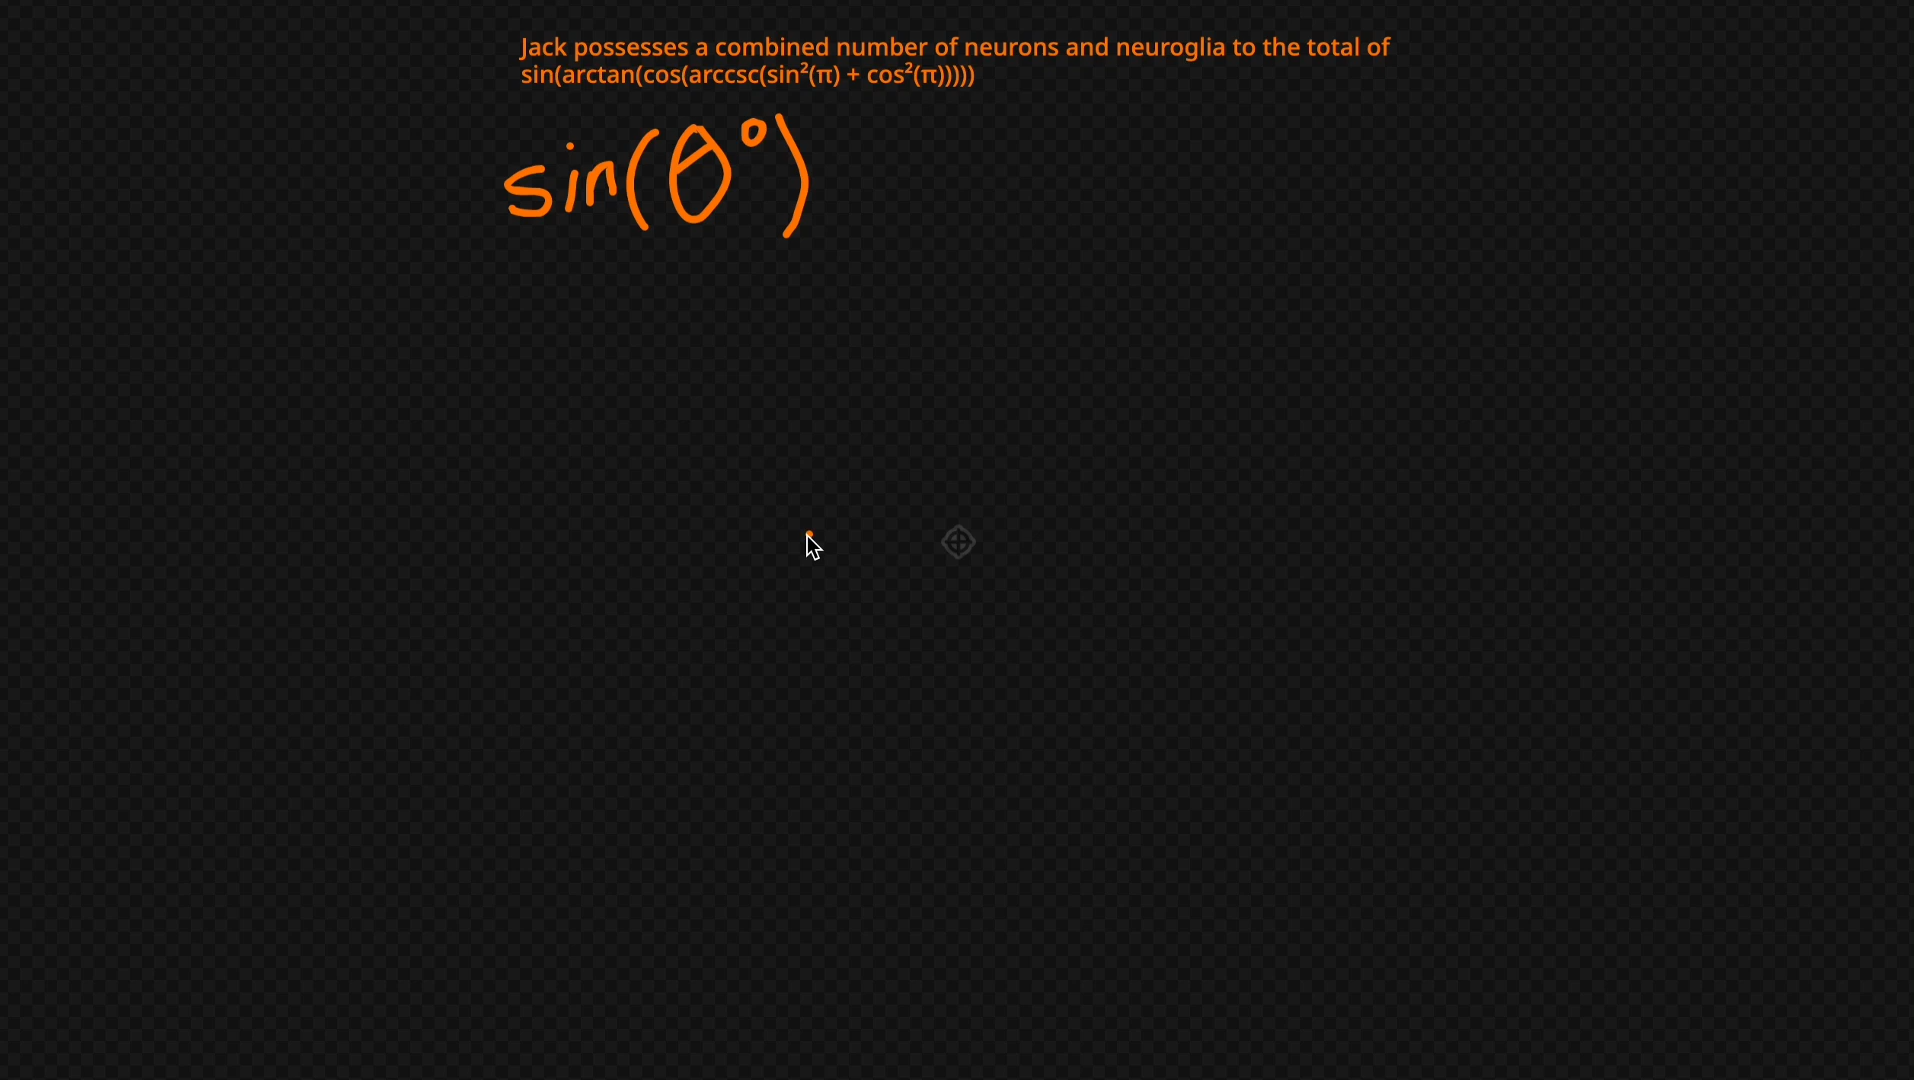 Jack possesses a combined number of neurons and neuroglia to the total of
sin(arctan(cos(arccsc(sin²(π) + cos²(π)))))
sin(θ°)